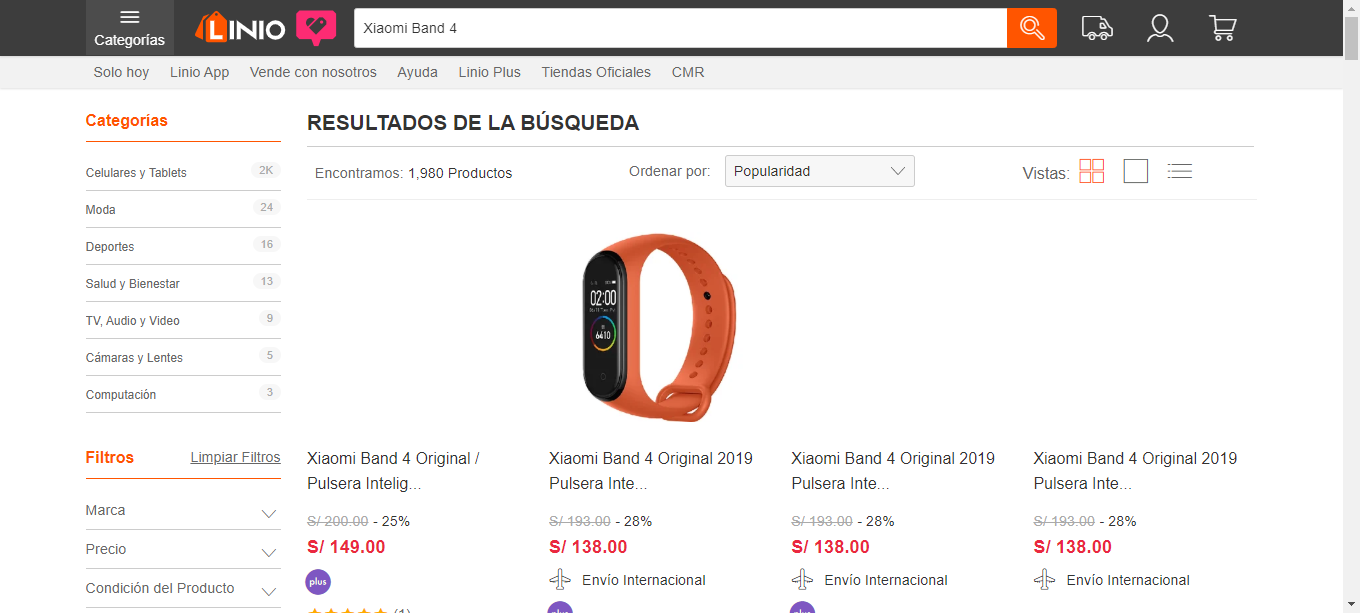 Categorías
LINIO
Xiaomi Band 4
Solo hoy Linio App Vende con nosotros Ayuda Linio Plus Tiendas Oficiales CMR
Categorías
Celulares y Tablets 2K
Moda 24
Deportes 16
Salud y Bienestar 13
TV, Audio y Video 9
Cámaras y Lentes 5
Computación 3
Filtros Limpiar Filtros
Marca
Precio
Condición del Producto
RESULTADOS DE LA BÚSQUEDA
Encontramos: 1,980 Productos
Ordenar por: Popularidad
Vistas:
02:00
6410
Xiaomi Band 4 Original /
Pulsera Intelig...
S/ 200.00 - 25%
S/ 149.00
plus
(1)
Xiaomi Band 4 Original 2019
Pulsera Inte...
S/ 193.00 - 28%
S/ 138.00
Envío Internacional
plus
Xiaomi Band 4 Original 2019
Pulsera Inte...
S/ 193.00 - 28%
S/ 138.00
Envío Internacional
plus
Xiaomi Band 4 Original 2019
Pulsera Inte...
S/ 193.00 - 28%
S/ 138.00
Envío Internacional